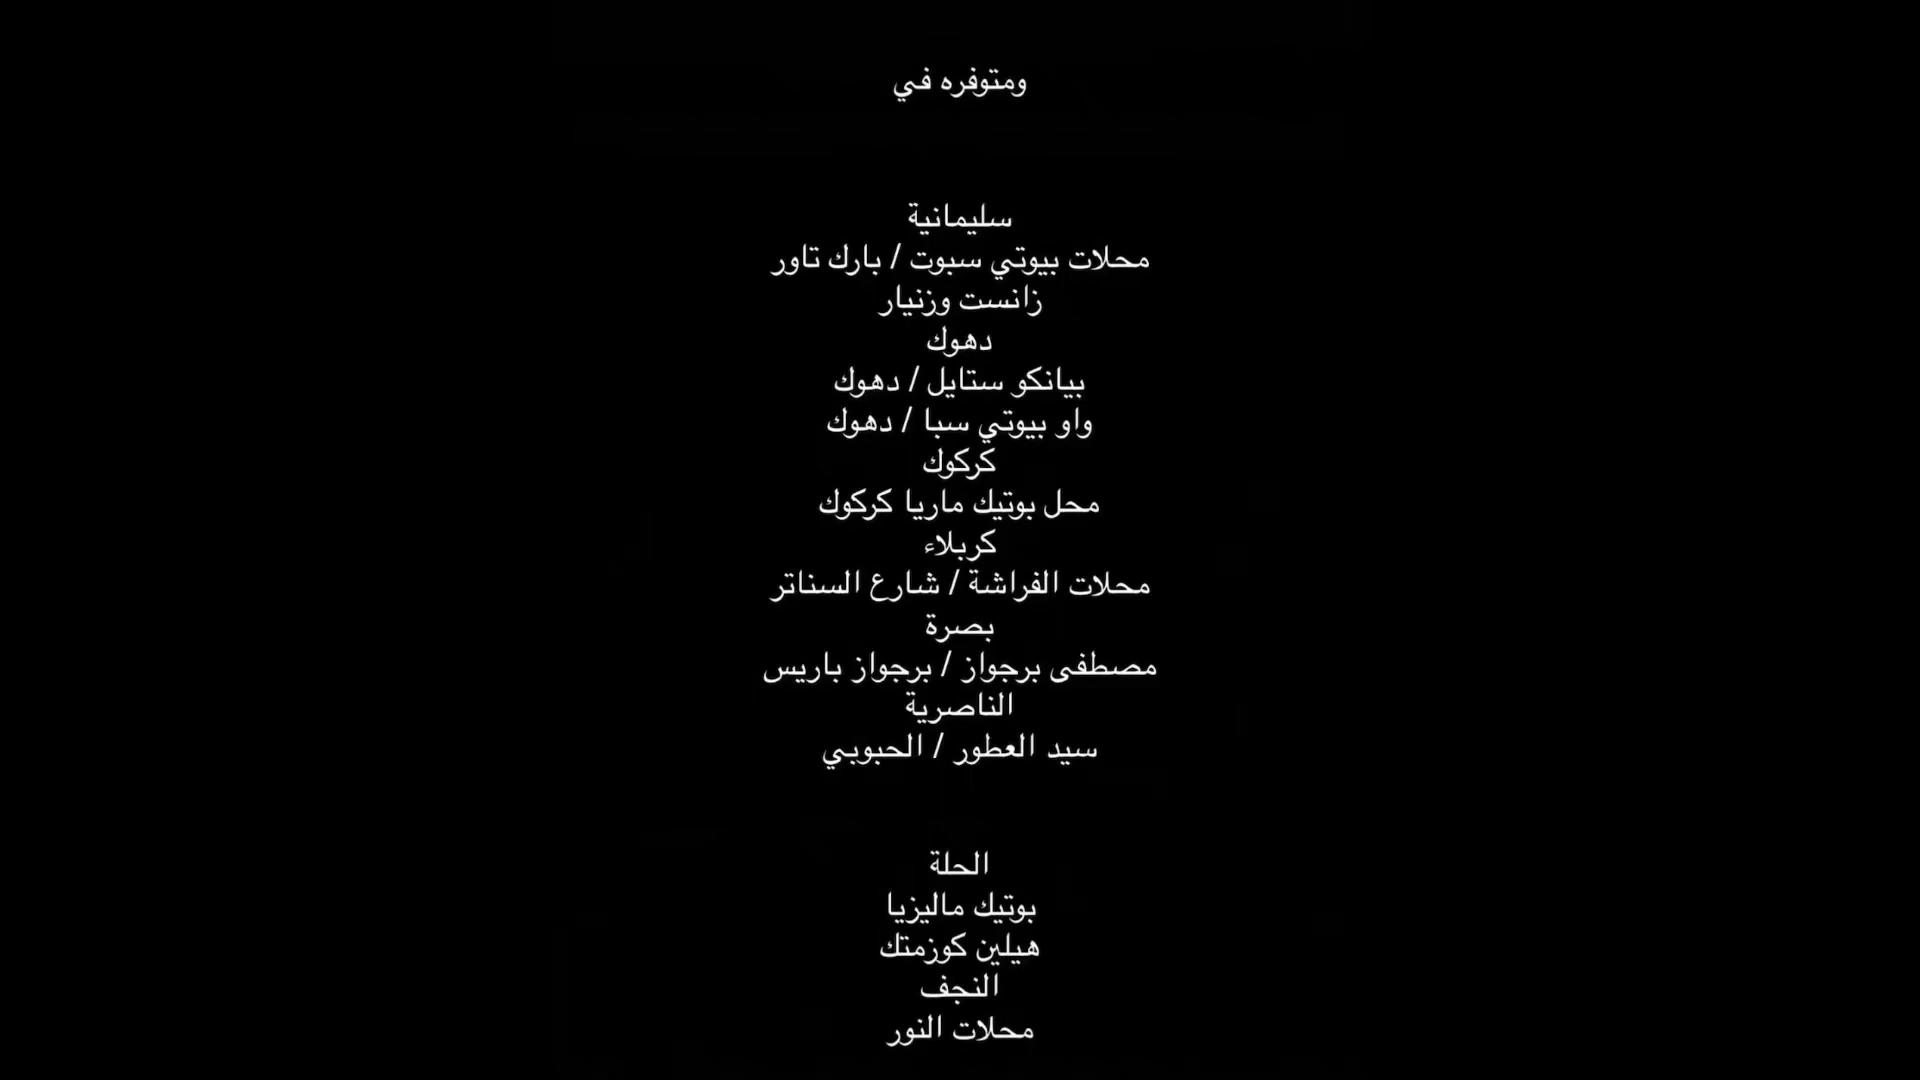 ومتوفره في
سليمانية
محلات بيوتي سبوت / بارك تاور
زانست وزنيار
دهوك
بيانكو ستايل / دهوك
واو بيوتي سبا / دهوك
كركوك
محل بوتيك ماريا كركوك
كربلاء
محلات الفراشة / شارع السناتر
بصرة
مصطفى برجواز / برجواز باريس
الناصرية
سيد العطور / الحبوبي
الحلة
بوتيك ماليزيا
هيلين كوزمتك
النجف
محلات النور